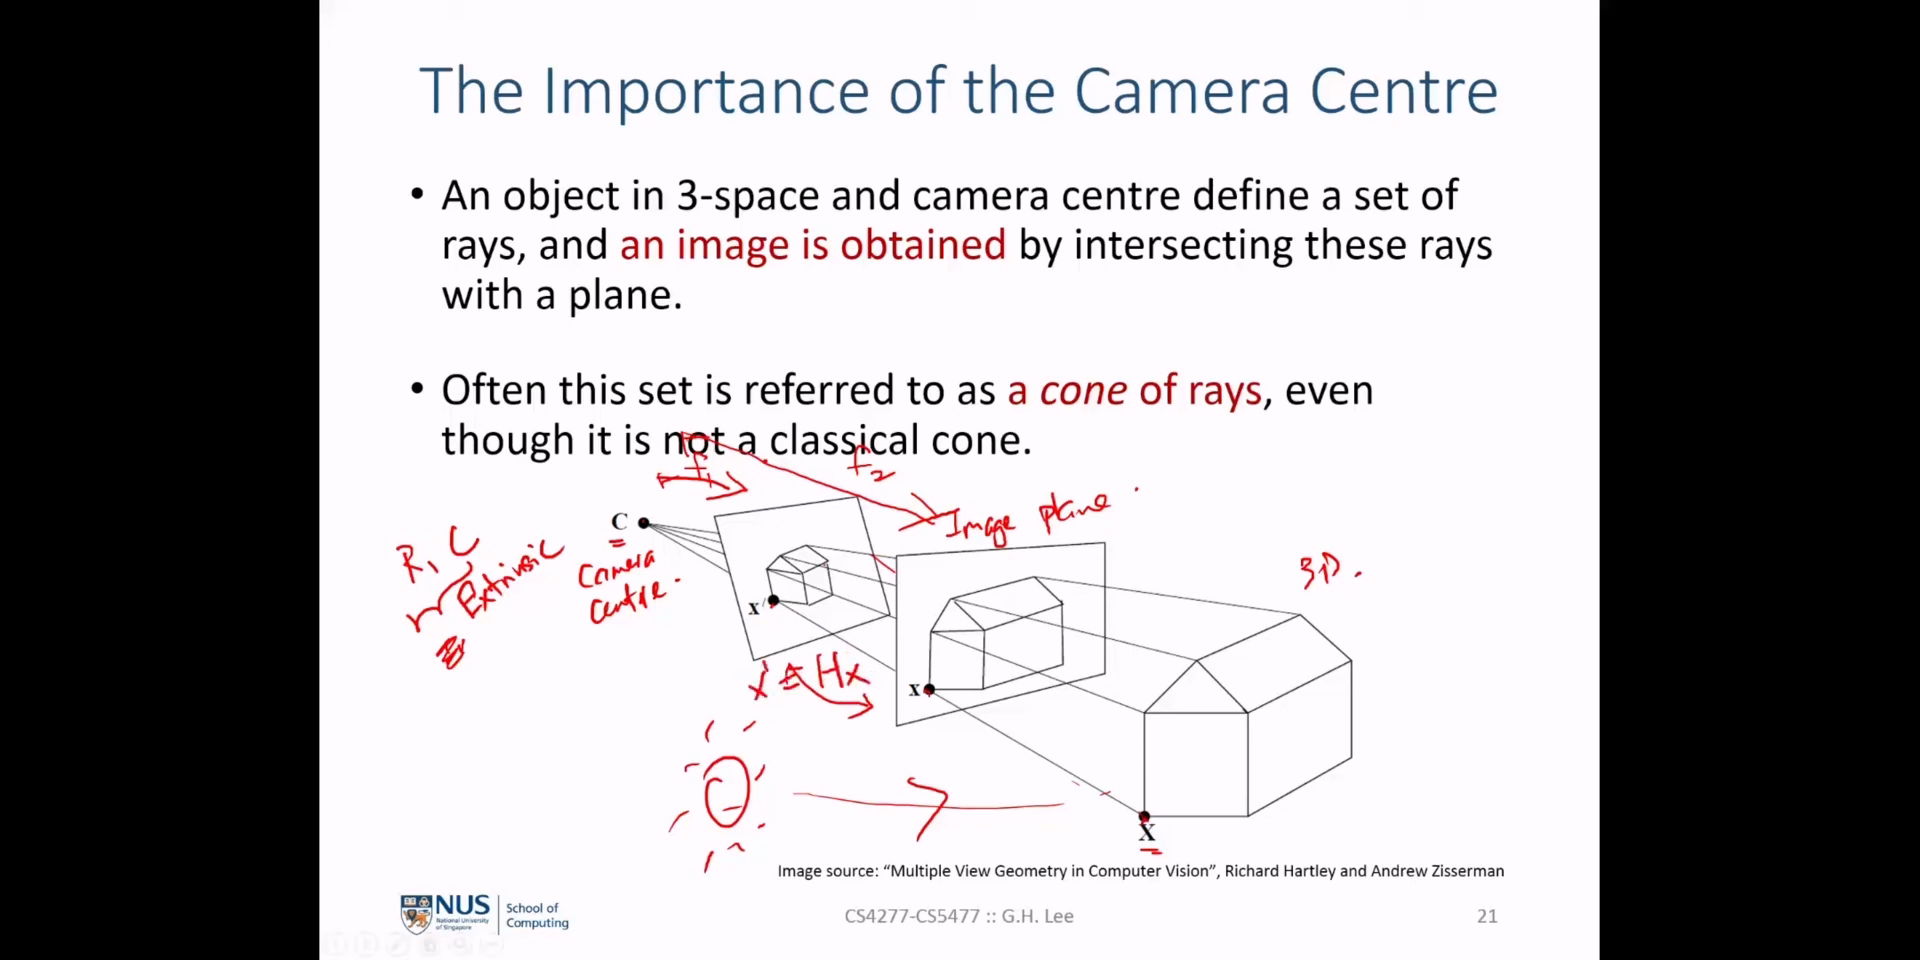 The Importance of the Camera Centre
• An object in 3-space and camera centre define a set of
rays, and an image is obtained by intersecting these rays
with a plane.
• Often this set is referred to as a cone of rays, even
though it is not a classical cone.
f1
f2
Image plane
C
Camera
Centre
R, C
Extrinsic
3D
x'
x' = Hx
x
X
Image source: “Multiple View Geometry in Computer Vision”, Richard Hartley and Andrew Zisserman
NUS
National University
of Singapore
School of
Computing
CS4277-CS5477 :: G.H. Lee
21